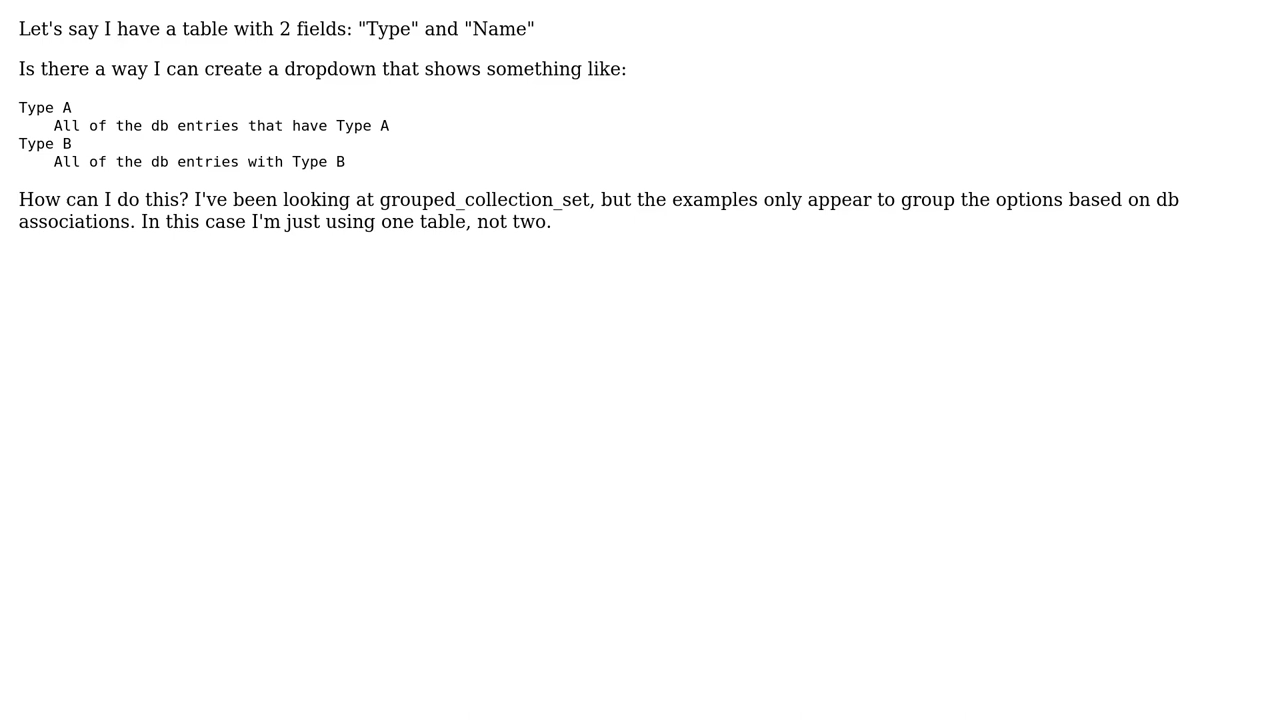 Let's say I have a table with 2 fields: "Type" and "Name"
Is there a way I can create a dropdown that shows something like:
Type A
    All of the db entries that have Type A
Type B
    All of the db entries with Type B
How can I do this? I've been looking at grouped_collection_set, but the examples only appear to group the options based on db
associations. In this case I'm just using one table, not two.